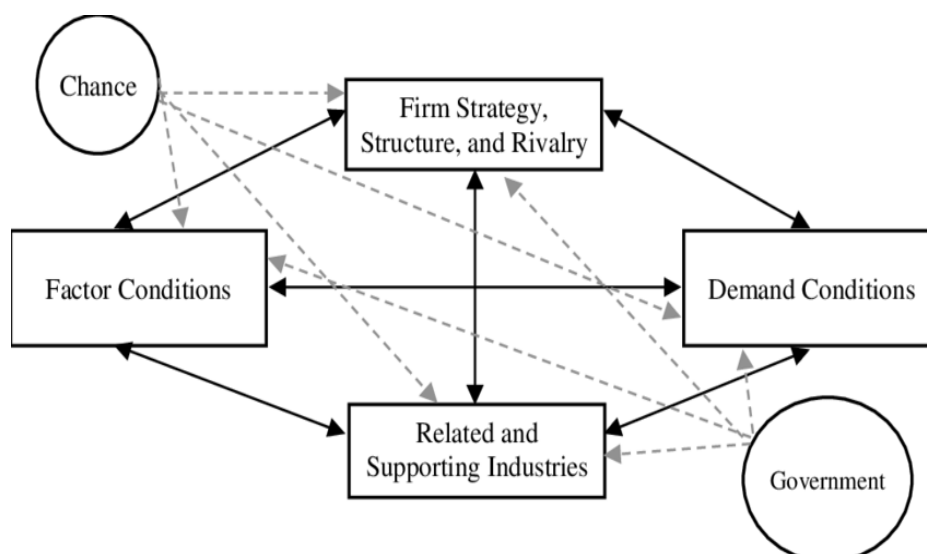 Chance
Firm Strategy,
Structure, and Rivalry
Factor Conditions
Demand Conditions
Related and
Supporting Industries
Government